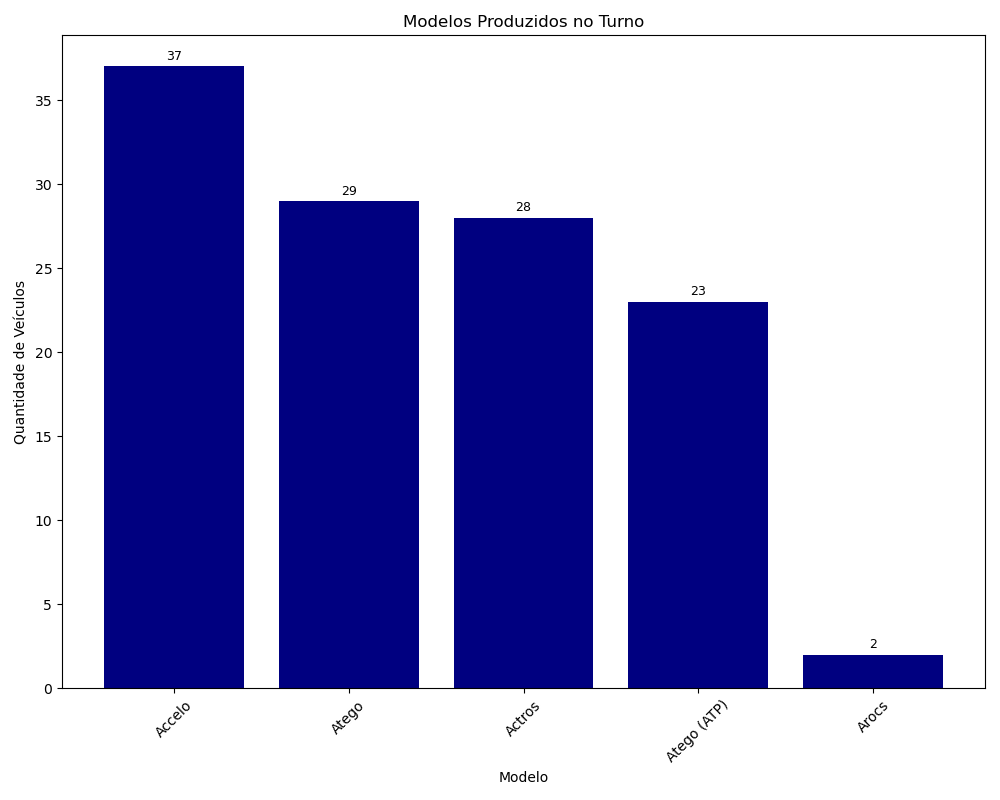 Modelos Produzidos no Turno
37
29
28
23
2
35
30
25
20
15
10
5
0
Quantidade de Veículos
Accelo
Atego
Actros
Atego (ATP)
Arocs
Modelo